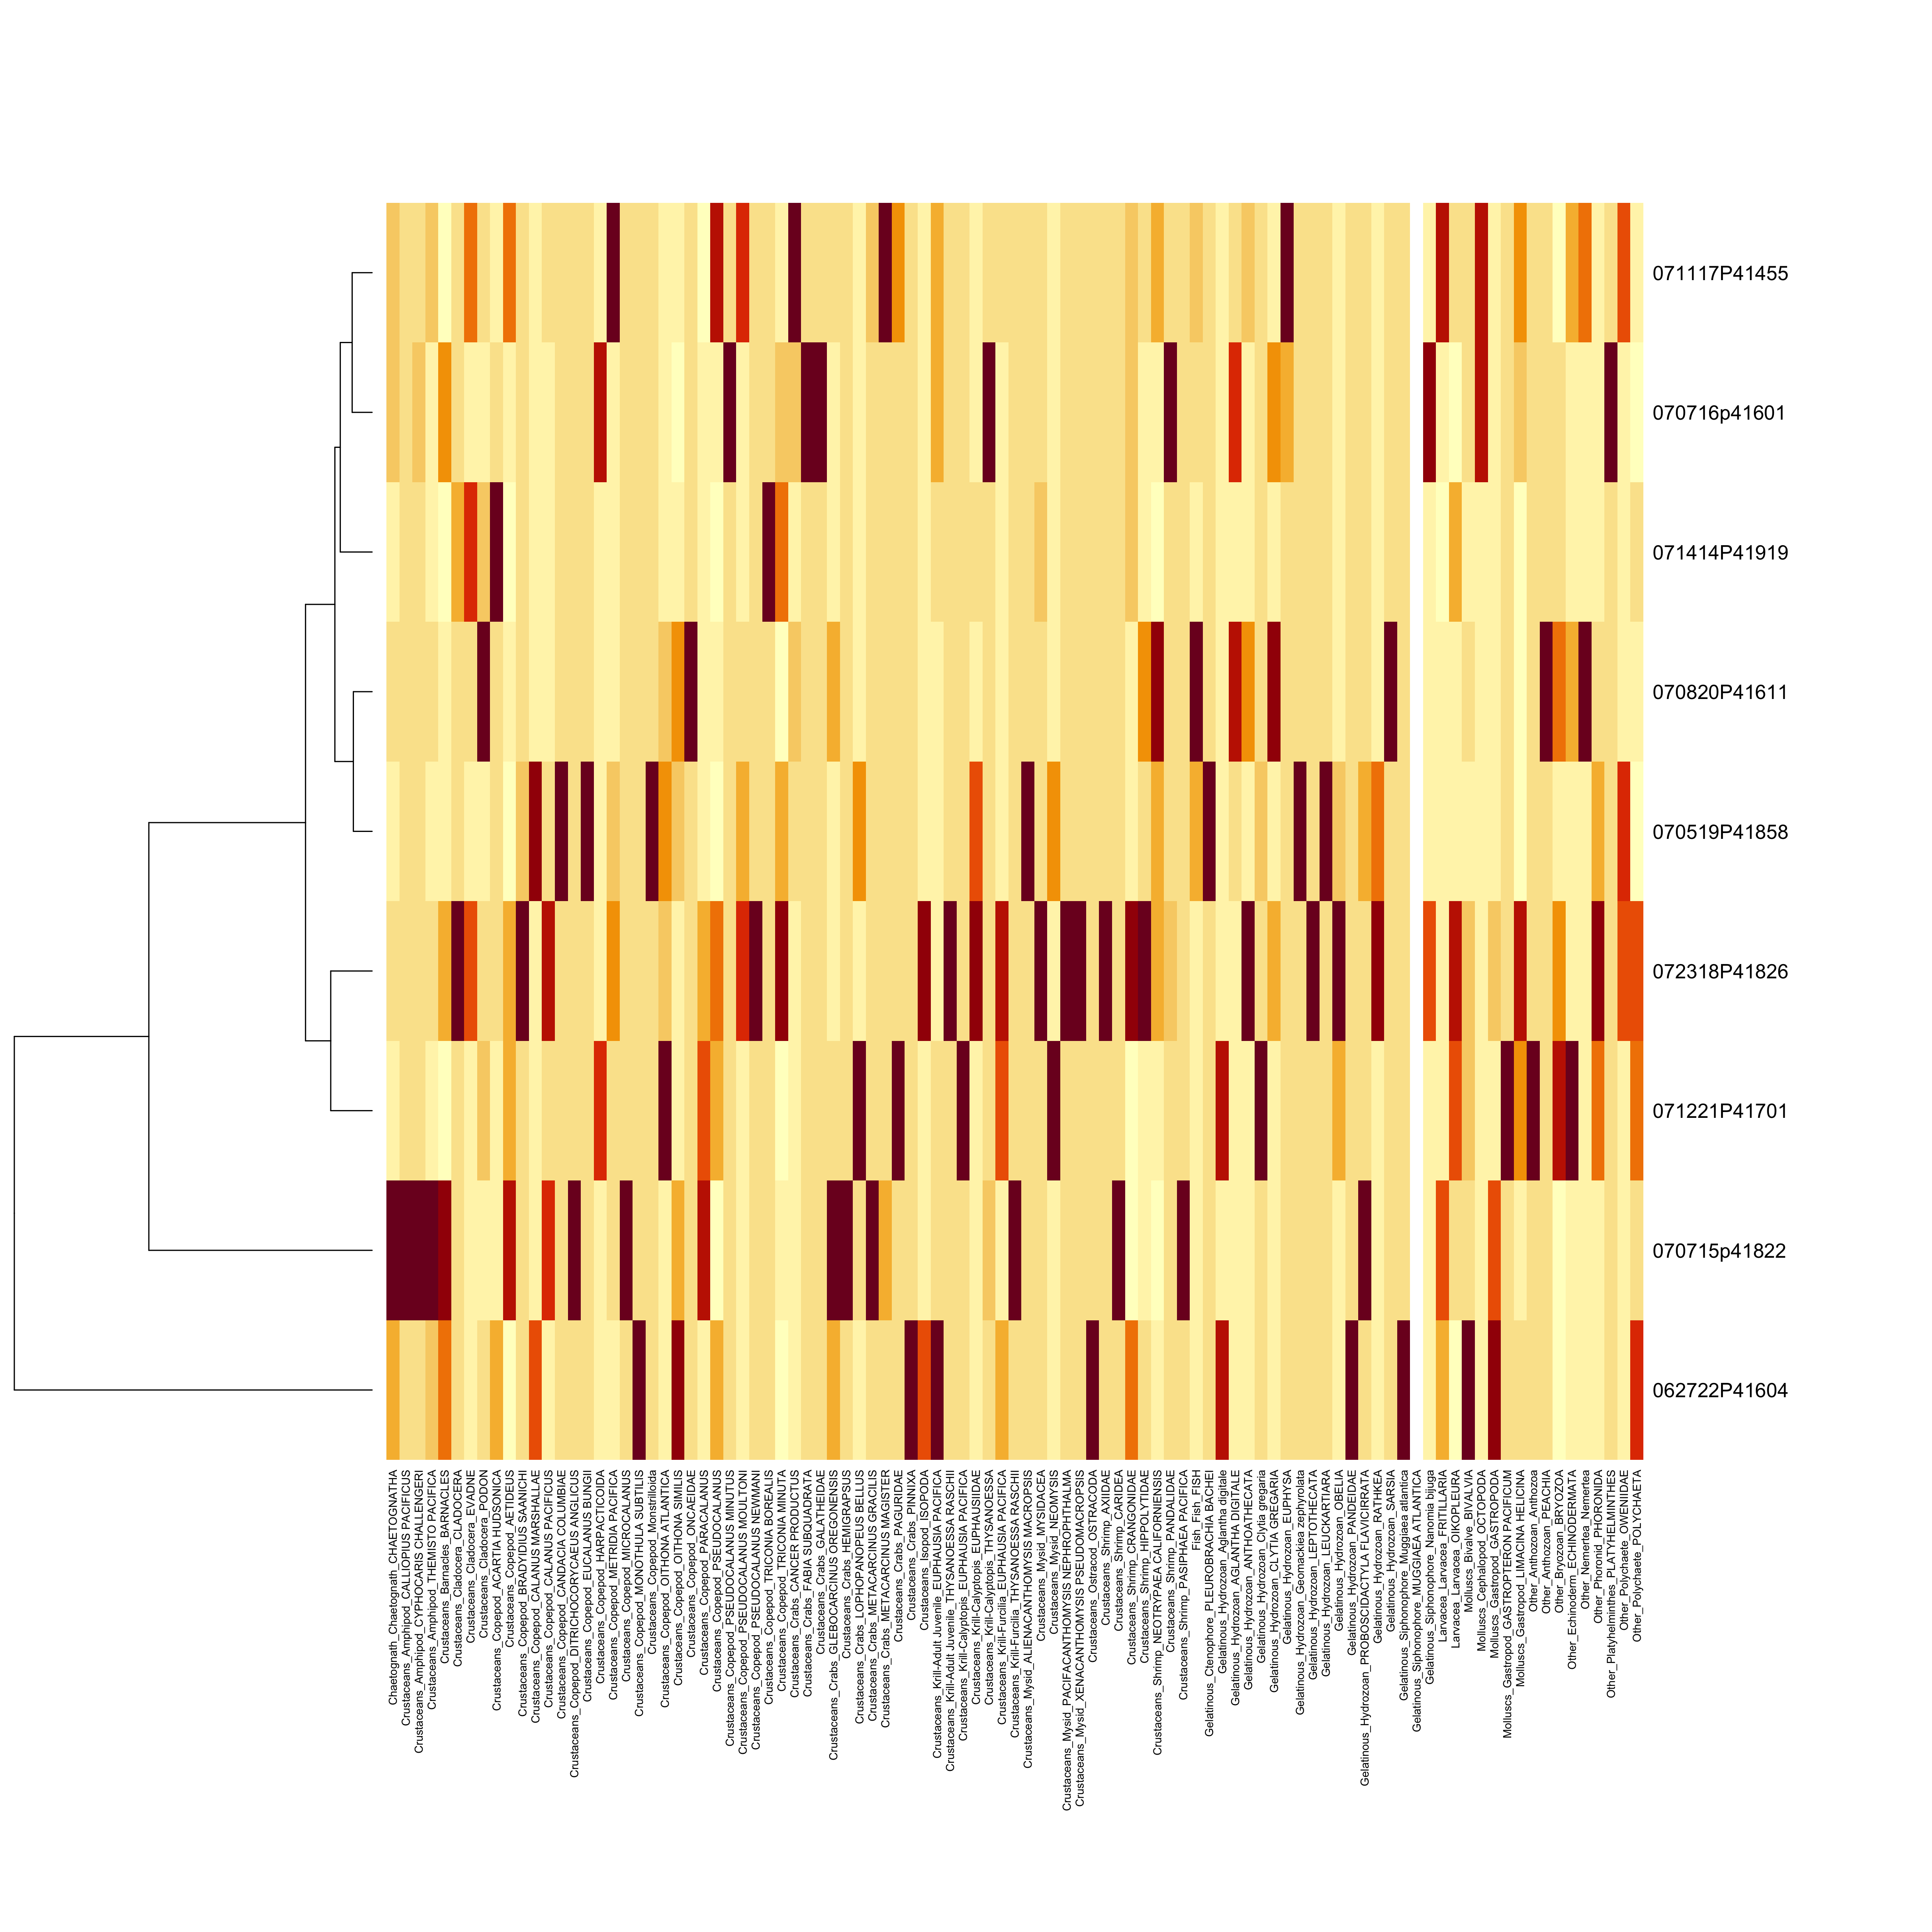 071117P41455
070716p41601
071414P41919
070820P41611
070519P41858
072318P41826
071221P41701
070715p41822
062722P41604
Chaetognath_Chaetognath_CHAETOGNATHA
Crustaceans_Amphipod_CALLIOPIUS PACIFICUS
Crustaceans_Amphipod_CYPHOCARIS CHALLENGERI
Crustaceans_Amphipod_THEMISTO PACIFICA
Crustaceans_Barnacles_BARNACLES
Crustaceans_Cladocera_CLADOCERA
Crustaceans_Cladocera_EVADNE
Crustaceans_Cladocera_PODON
Crustaceans_Copepod_ACARTIA HUDSONICA
Crustaceans_Copepod_AETIDEUS
Crustaceans_Copepod_BRADYIDIUS SAANICHI
Crustaceans_Copepod_CALANUS MARSHALLAE
Crustaceans_Copepod_CALANUS PACIFICUS
Crustaceans_Copepod_CANDACIA COLUMBIAE
Crustaceans_Copepod_DITRICHOCORYCAEUS ANGLICUS
Crustaceans_Copepod_EUCALANUS BUNGII
Crustaceans_Copepod_HARPACTICOIDA
Crustaceans_Copepod_METRIDIA PACIFICA
Crustaceans_Copepod_MICROCALANUS
Crustaceans_Copepod_MONOTHULA SUBTILIS
Crustaceans_Copepod_Monstrilloida
Crustaceans_Copepod_OITHONA ATLANTICA
Crustaceans_Copepod_OITHONA SIMILIS
Crustaceans_Copepod_ONCAEIDAE
Crustaceans_Copepod_PARACALANUS
Crustaceans_Copepod_PSEUDOCALANUS
Crustaceans_Copepod_PSEUDOCALANUS MINUTUS
Crustaceans_Copepod_PSEUDOCALANUS MOULTONI
Crustaceans_Copepod_PSEUDOCALANUS NEWMANI
Crustaceans_Copepod_TRICONIA BOREALIS
Crustaceans_Copepod_TRICONIA MINUTA
Crustaceans_Crabs_CANCER PRODUCTUS
Crustaceans_Crabs_FABIA SUBQUADRATA
Crustaceans_Crabs_GALATHEIDAE
Crustaceans_Crabs_GLEBOCARCINUS OREGONENSIS
Crustaceans_Crabs_HEMIGRAPSUS
Crustaceans_Crabs_LOPHOPANOPEUS BELLUS
Crustaceans_Crabs_METACARCINUS GRACILIS
Crustaceans_Crabs_METACARCINUS MAGISTER
Crustaceans_Crabs_PAGURIDAE
Crustaceans_Crabs_PINNIXA
Crustaceans_Isopod_ISOPODA
Crustaceans_Krill-Adult Juvenile_EUPHAUSIA PACIFICA
Crustaceans_Krill-Adult Juvenile_THYSANOESSA RASCHII
Crustaceans_Krill-Calyptopis_EUPHAUSIA PACIFICA
Crustaceans_Krill-Calyptopis_EUPHAUSIIDAE
Crustaceans_Krill-Calyptopis_THYSANOESSA
Crustaceans_Krill-Furcilia_EUPHAUSIA PACIFICA
Crustaceans_Krill-Furcilia_THYSANOESSA RASCHII
Crustaceans_Mysid_ALIENACANTHOMYSIS MACROPSIS
Crustaceans_Mysid_MYSIDACEA
Crustaceans_Mysid_NEOMYSIS
Crustaceans_Mysid_PACIFACANTHOMYSIS NEPHROPHTHALMA
Crustaceans_Mysid_XENACANTHOMYSIS PSEUDOMACROPSIS
Crustaceans_Ostracod_OSTRACODA
Crustaceans_Shrimp_AXIIDAE
Crustaceans_Shrimp_CARIDEA
Crustaceans_Shrimp_CRANGONIDAE
Crustaceans_Shrimp_HIPPOLYTIDAE
Crustaceans_Shrimp_NEOTRYPAEA CALIFORNIENSIS
Crustaceans_Shrimp_PANDALIDAE
Crustaceans_Shrimp_PASIPHAEA PACIFICA
Fish_Fish_FISH
Gelatinous_Ctenophore_PLEUROBRACHIA BACHEI
Gelatinous_Hydrozoan_Aglantha digitale
Gelatinous_Hydrozoan_AGLANTHA DIGITALE
Gelatinous_Hydrozoan_ANTHOATHECATA
Gelatinous_Hydrozoan_Clytia gregaria
Gelatinous_Hydrozoan_CLYTIA GREGARIA
Gelatinous_Hydrozoan_EUPHYSA
Gelatinous_Hydrozoan_Geomackiea zephyrolata
Gelatinous_Hydrozoan_LEPTOTHECATA
Gelatinous_Hydrozoan_LEUCKARTIARA
Gelatinous_Hydrozoan_OBELIA
Gelatinous_Hydrozoan_PANDEIDAE
Gelatinous_Hydrozoan_PROBOSCIDACTYLA FLAVICIRRATA
Gelatinous_Hydrozoan_RATHKEA
Gelatinous_Hydrozoan_SARSIA
Gelatinous_Siphonophore_Muggiaea atlantica
Gelatinous_Siphonophore_MUGGIAEA ATLANTICA
Gelatinous_Siphonophore_Nanomia bijuga
Larvacea_Larvacea_FRITILLARIA
Larvacea_Larvacea_OIKOPLEURA
Molluscs_Bivalve_BIVALVIA
Molluscs_Cephalopod_OCTOPODA
Molluscs_Gastropod_GASTROPODA
Molluscs_Gastropod_GASTROPTERON PACIFICUM
Molluscs_Gastropod_LIMACINA HELICINA
Other_Anthozoan_Anthozoa
Other_Anthozoan_PEACHIA
Other_Bryozoan_BRYOZOA
Other_Echinoderm_ECHINODERMATA
Other_Nemertea_Nemertea
Other_Phoronid_PHORONIDA
Other_Platyhelminthes_PLATYHELMINTHES
Other_Polychaete_OWENIIDAE
Other_Polychaete_POLYCHAETA